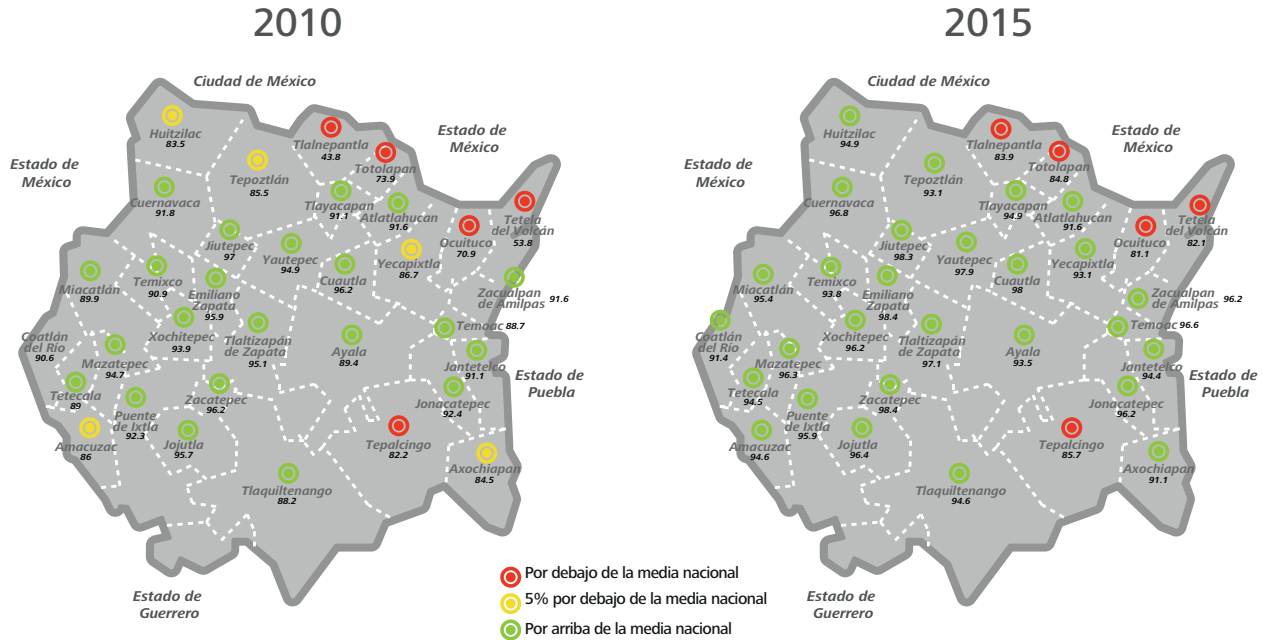 2010
Ciudad de México
Estado de
México
Estado de
México
Huitzilac
83.5
Tlalnepantla
43.8
Totolapan
73.9
Tepoztlán
85.5
Cuernavaca
91.8
Tlayacapan
91.1
Atlatlahucan
91.6
Tetela
del Volcán
53.8
Ocuituco
70.9
Jiutepec
97
Yautepec
94.9
Yecapixtla
86.7
Cuautla
96.2
Miacatlán
89.9
Temixco
90.9
Emiliano
Zapata
95.9
Zacualpan
de Amilpas 91.6
Coatlán
del Río
90.6
Xochitepec
93.9
Tlaltizapán
de Zapata
95.1
Temoac 88.7
Ayala
89.4
Mazatepec
94.7
Jantetelco
91.1
Estado de
Puebla
Tetecala
89
Zacatepec
96.2
Jonacatepec
92.4
Puente
de Ixtla
92.3
Amacuzac
86
Jojutla
95.7
Tepalcingo
82.2
Axochiapan
84.5
Tlaquiltenango
88.2
Estado de
Guerrero
2015
Ciudad de México
Estado de
México
Estado de
México
Huitzilac
94.9
Tlalnepantla
83.9
Totolapan
84.8
Tepoztlán
93.1
Cuernavaca
96.8
Tlayacapan
94.9
Atlatlahucan
91.6
Tetela
del Volcán
82.1
Ocuituco
81.1
Jiutepec
98.3
Yautepec
97.9
Yecapixtla
93.1
Cuautla
98
Miacatlán
95.4
Temixco
93.8
Emiliano
Zapata
98.4
Zacualpan
de Amilpas 96.2
Coatlán
del Río
91.4
Xochitepec
96.2
Tlaltizapán
de Zapata
97.1
Temoac 96.6
Ayala
93.5
Mazatepec
96.3
Jantetelco
94.4
Estado de
Puebla
Tetecala
94.5
Zacatepec
98.4
Jonacatepec
96.2
Puente
de Ixtla
95.9
Amacuzac
94.6
Jojutla
96.4
Tepalcingo
85.7
Axochiapan
91.1
Tlaquiltenango
94.6
Estado de
Guerrero
Por debajo de la media nacional
5% por debajo de la media nacional
Por arriba de la media nacional